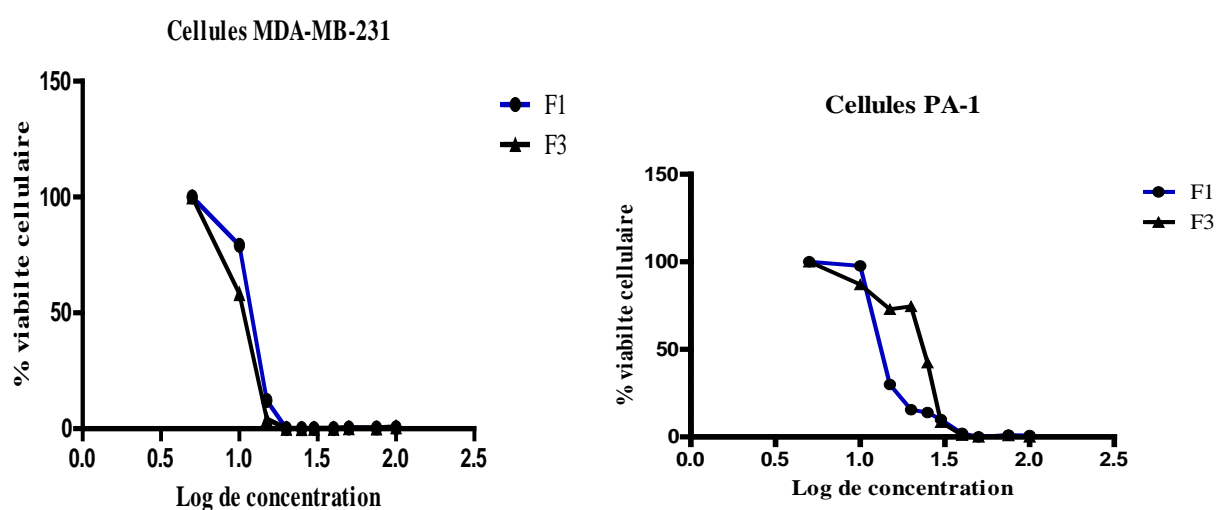 Cellules MDA-MB-231
% viabilte cellulaire
150
100
50
0
0.0 0.5 1.0 1.5 2.0 2.5
Log de concentration
F1
F3
Cellules PA-1
% viabilte cellulaire
150
100
50
0
0.0 0.5 1.0 1.5 2.0 2.5
Log de concentration
F1
F3